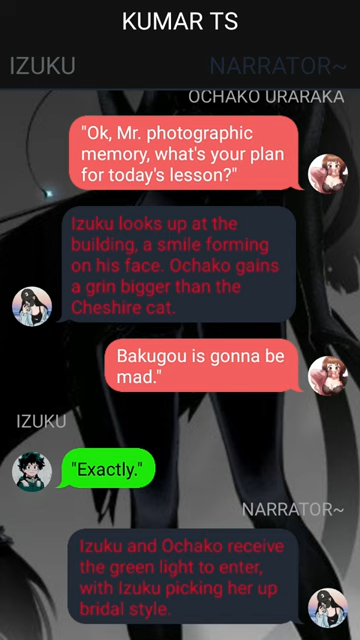 KUMAR TS
IZUKU
NARRATOR~
OCHAKO URARAKA
"Ok, Mr. photographic
memory, what's your plan
for today's lesson?"
Izuku looks up at the
building, a smile forming
on his face. Ochako gains
a grin bigger than the
Cheshire cat.
Bakugou is gonna be
mad."
IZUKU
"Exactly."
NARRATOR~
Izuku and Ochako receive
the green light to enter,
with Izuku picking her up
bridal style.